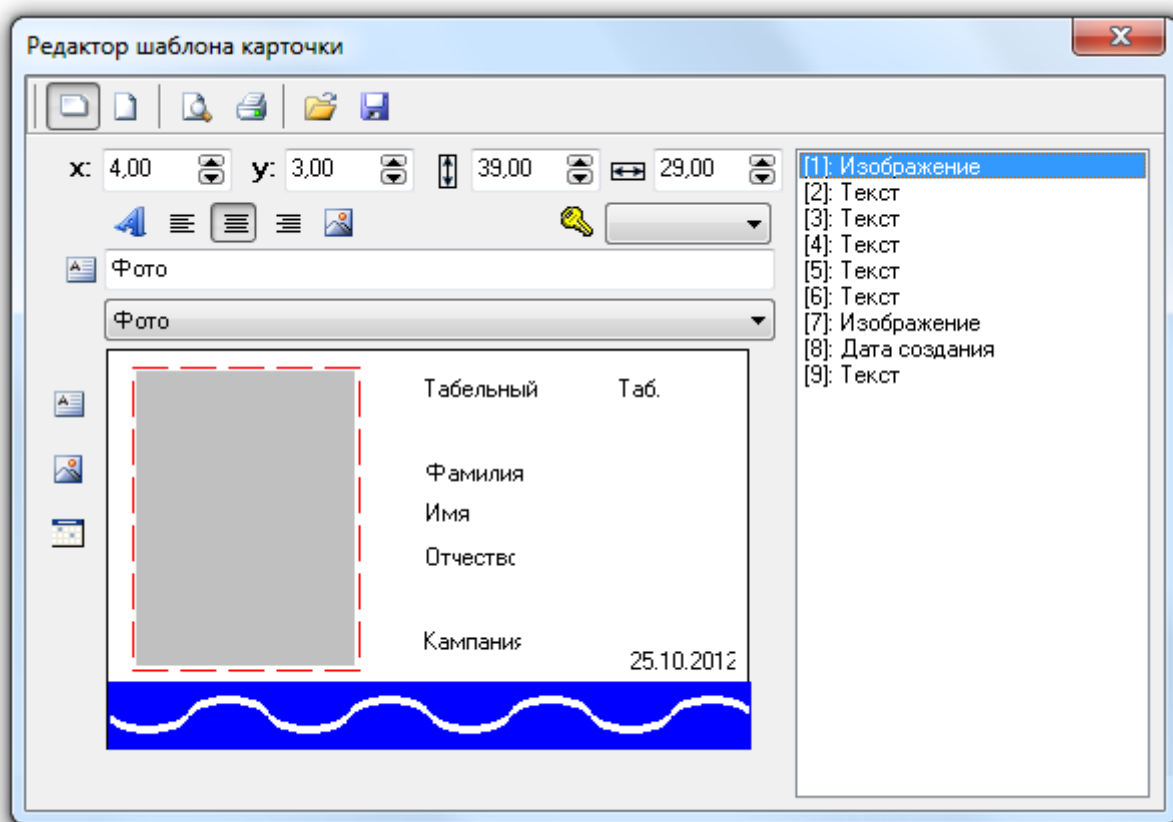 Редактор шаблона карточки
x: 4,00 y: 3,00 39,00 29,00
Фото
Фото
Табельный Таб.
Фамилия
Имя
Отчество
Кампания
25.10.2012
[1]: Изображение
[2]: Текст
[3]: Текст
[4]: Текст
[5]: Текст
[6]: Текст
[7]: Изображение
[8]: Дата создания
[9]: Текст